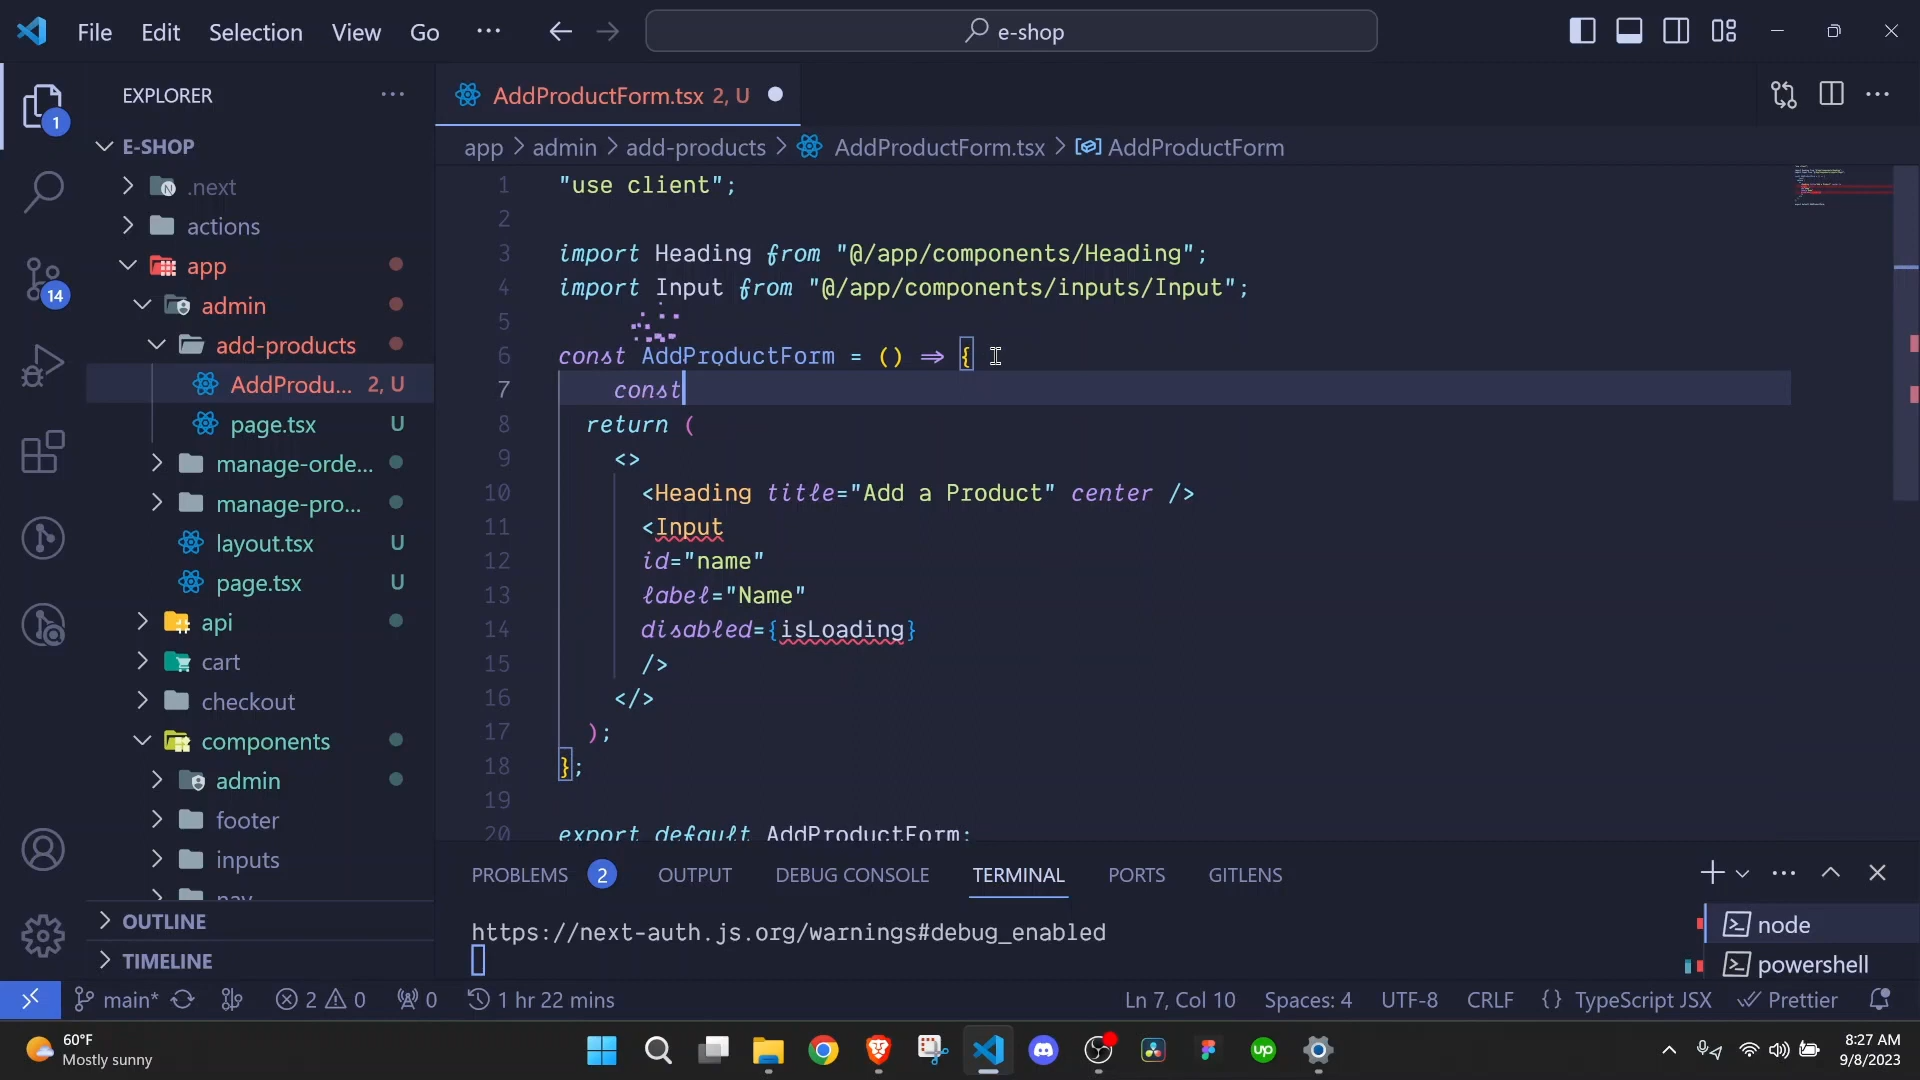 File Edit Selection View Go ··· e-shop
EXPLORER ···
1
14
E-SHOP
.next
actions
app
admin
add-products
AddProdu... 2, U
page.tsx U
manage-orde...
manage-pro...
layout.tsx U
page.tsx U
api
cart
checkout
components
admin
footer
inputs
nav
OUTLINE
TIMELINE
AddProductForm.tsx 2, U
app > admin > add-products > AddProductForm.tsx > AddProductForm
1 "use client";
2
3 import Heading from "@/app/components/Heading";
4 import Input from "@/app/components/inputs/Input";
5
6 const AddProductForm = () => {
7 const
8 return (
9 <>
10 <Heading title="Add a Product" center />
11 <Input
12 id="name"
13 label="Name"
14 disabled={isLoading}
15 />
16 </>
17 );
18 };
19
20 export default AddProductForm;
PROBLEMS 2 OUTPUT DEBUG CONSOLE TERMINAL PORTS GITLENS
https://next-auth.js.org/warnings#debug_enabled
node
powershell
main* 2 0 0 1 hr 22 mins Ln 7, Col 10 Spaces: 4 UTF-8 CRLF {} TypeScript JSX Prettier
60°F
Mostly sunny
up
8:27 AM
9/8/2023